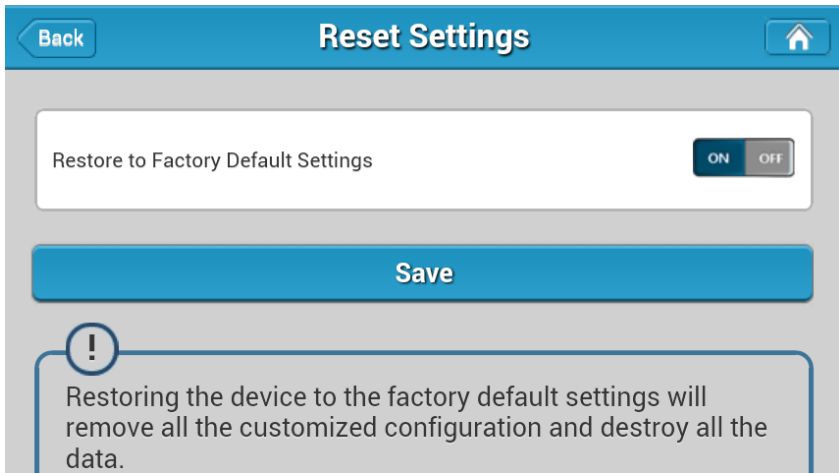 Back
Reset Settings
Restore to Factory Default Settings
ON OFF
Save
!
Restoring the device to the factory default settings will
remove all the customized configuration and destroy all the
data.